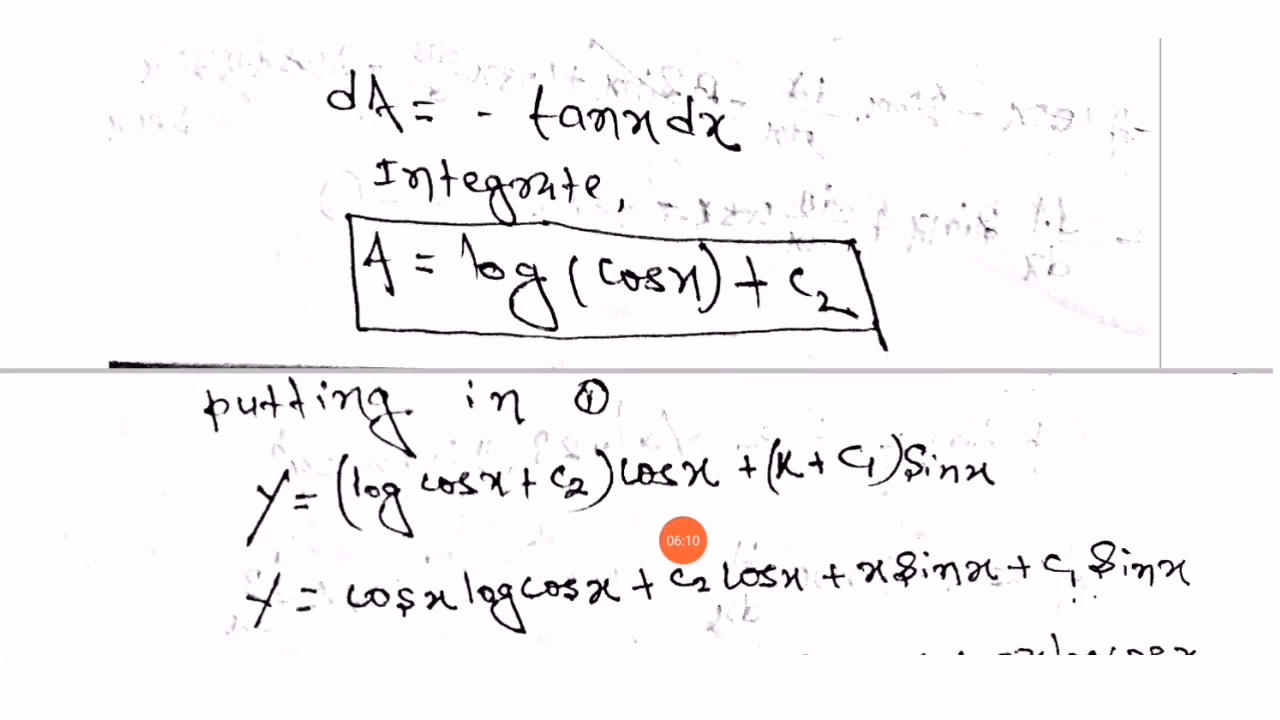 dA = - tanx dx
Integrate,
A = log (cosx) + c₂
putting in ①
Y = (log cosx + c₂) cosx + (x + c₁) Sinx
06:10
Y = cosx log cosx + c₂ cosx + x Sinx + c₁ Sinx